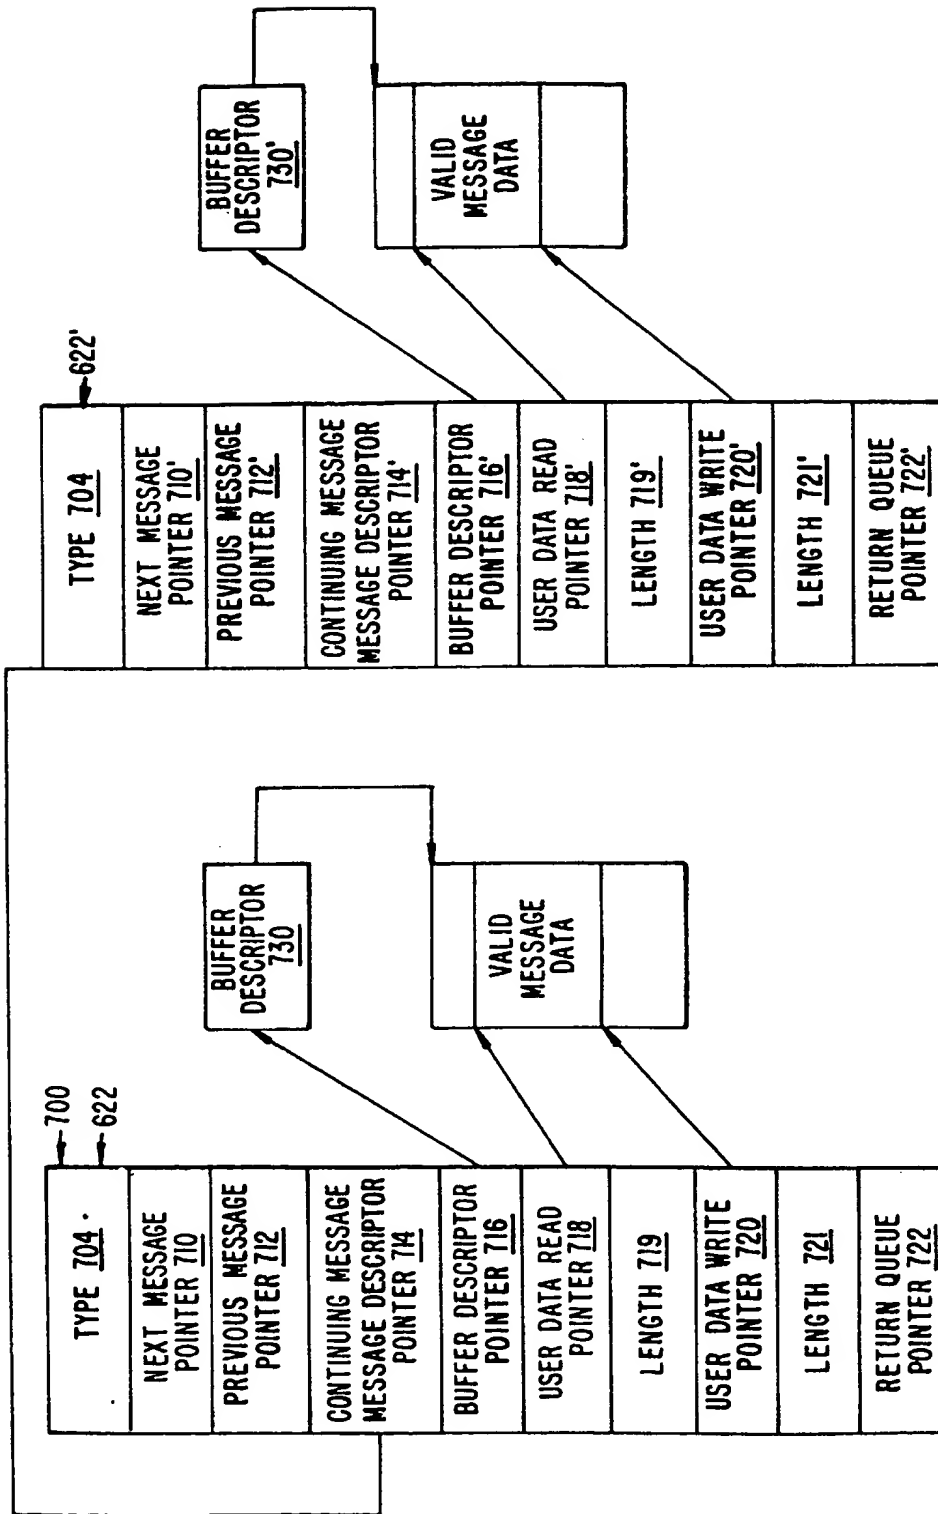 700
622
TYPE 704
NEXT MESSAGE
POINTER 710
PREVIOUS MESSAGE
POINTER 712
CONTINUING MESSAGE
MESSAGE DESCRIPTOR
POINTER 714
BUFFER DESCRIPTOR
POINTER 716
USER DATA READ
POINTER 718
LENGTH 719
USER DATA WRITE
POINTER 720
LENGTH 721
RETURN QUEUE
POINTER 722
BUFFER
DESCRIPTOR
730
VALID
MESSAGE
DATA
622'
TYPE 704
NEXT MESSAGE
POINTER 710'
PREVIOUS MESSAGE
POINTER 712'
CONTINUING MESSAGE
MESSAGE DESCRIPTOR
POINTER 714'
BUFFER DESCRIPTOR
POINTER 716'
USER DATA READ
POINTER 718'
LENGTH 719'
USER DATA WRITE
POINTER 720'
LENGTH 721'
RETURN QUEUE
POINTER 722'
BUFFER
DESCRIPTOR
730'
VALID
MESSAGE
DATA